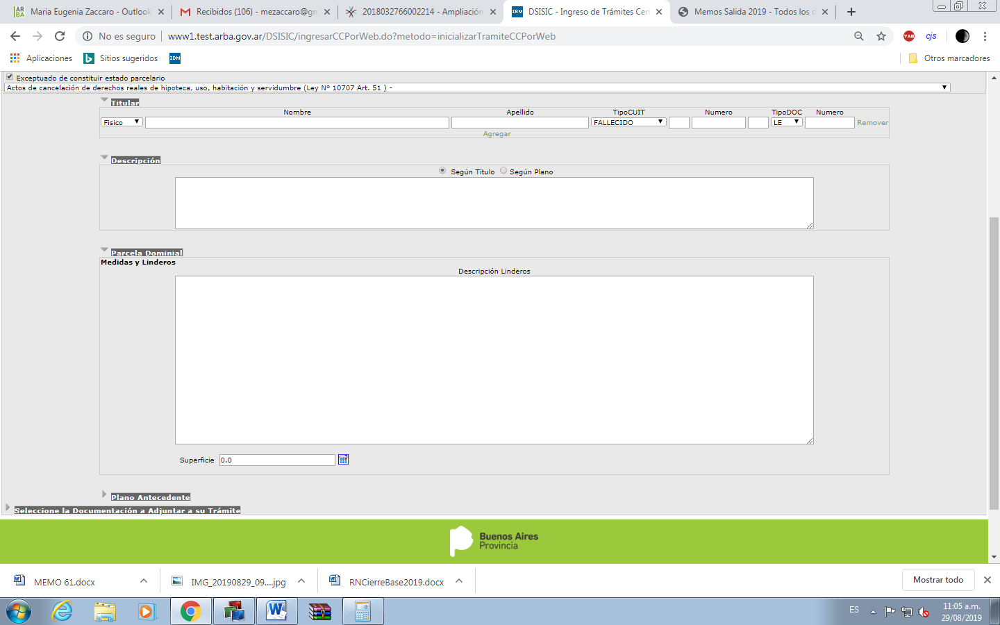 Maria Eugenia Zaccaro - Outlook
Recibidos (106) - mezaccaro@gm
2018032766002214 - Ampliación
DSISIC - Ingreso de Trámites Cer
Memos Salida 2019 - Todos los d
No es seguro www1.test.arba.gov.ar/DSISIC/ingresarCCPorWeb.do?metodo=inicializarTramiteCCPorWeb
YAB cjs
Aplicaciones Sitios sugeridos IBM Otros marcadores
Exceptuado de constituir estado parcelario
Actos de cancelación de derechos reales de hipoteca, uso, habitación y servidumbre (Ley Nº 10707 Art. 51 ) -
Titular
Nombre Apellido TipoCUIT Numero TipoDOC Numero
Fisico FALLECIDO LE Remover
Agregar
Descripción
Según Título Según Plano
Parcela Dominial
Medidas y Linderos
Descripción Linderos
Superficie 0.0
Plano Antecedente
Seleccione la Documentación a Adjuntar a su Trámite
Buenos Aires
Provincia
MEMO 61.docx IMG_20190829_09....jpg RNCierreBase2019.docx Mostrar todo
ES 11:05 a.m.
29/08/2019